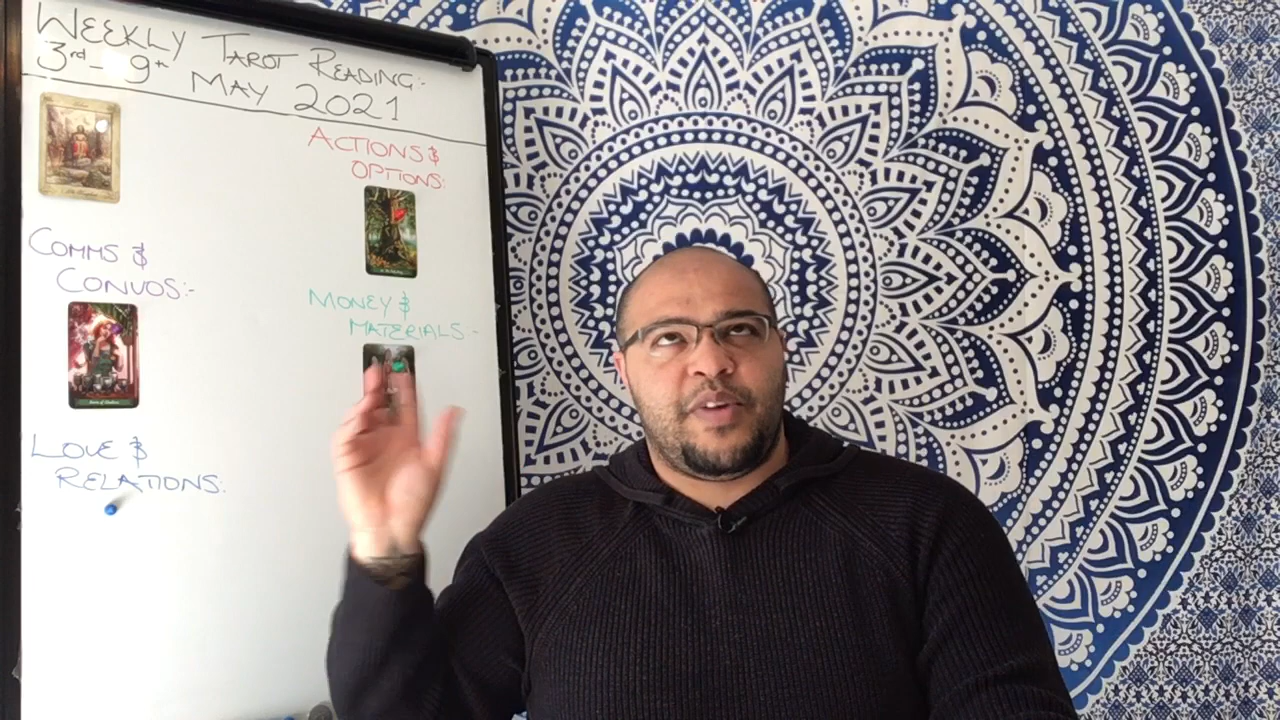 WEEKLY TAROT READING:-
3rd - 9th MAY 2021
ACTIONS &
OPTIONS:-
COMMS &
CONVOS:-
MONEY &
MATERIALS:-
LOVE &
RELATIONS: